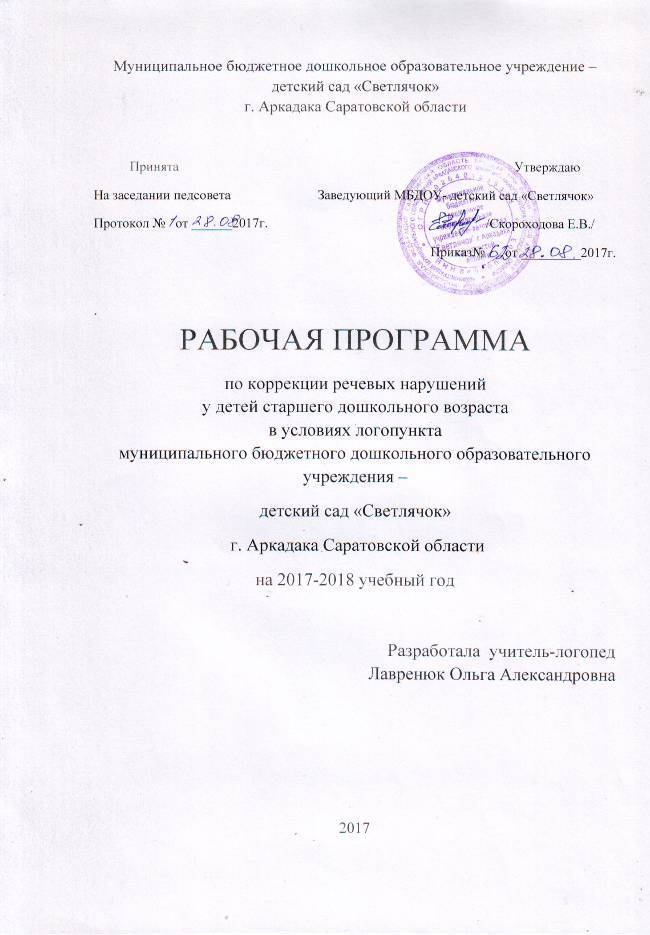 Муниципальное бюджетное дошкольное образовательное учреждение –
детский сад «Светлячок»
г. Аркадака Саратовской области
Принята Утверждаю
На заседании педсовета Заведующий МБДОУ- детский сад «Светлячок»
Протокол № 1 от 28.08 2017г. /Скороходова Е.В./
Приказ№ 62 от 28.08. 2017г.
РАБОЧАЯ ПРОГРАММА
по коррекции речевых нарушений
у детей старшего дошкольного возраста
в условиях логопункта
муниципального бюджетного дошкольного образовательного
учреждения –
детский сад «Светлячок»
г. Аркадака Саратовской области
на 2017-2018 учебный год
Разработала учитель-логопед
Лавренюк Ольга Александровна
2017